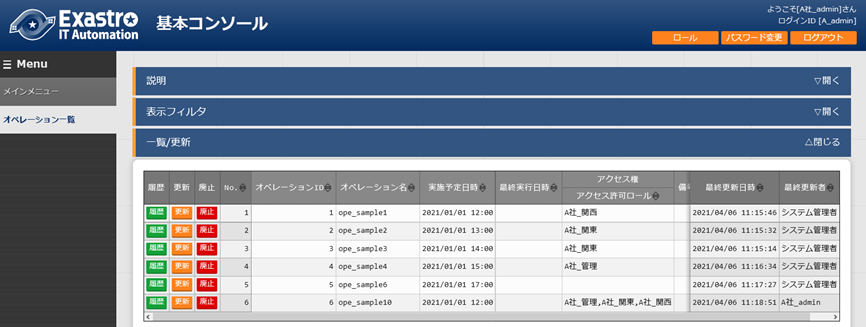 Exastro
IT Automation
基本コンソール
ようこそ[A社_admin]さん
ログインID [A_admin]
ロール パスワード変更 ログアウト
Menu
メインメニュー
オペレーション一覧
説明 ▽開く
表示フィルタ ▽開く
一覧/更新 △閉じる
履歴 更新 廃止 No. オペレーションID オペレーション名 実施予定日時 最終実行日時 アクセス権 最終更新日時 最終更新者
アクセス許可ロール
履歴 更新 廃止 1 1 ope_sample1 2021/01/01 12:00 A社_関西 2021/04/06 11:15:46 システム管理者
履歴 更新 廃止 2 2 ope_sample2 2021/01/01 13:00 A社_関東 2021/04/06 11:15:32 システム管理者
履歴 更新 廃止 3 3 ope_sample3 2021/01/01 14:00 A社_関東 2021/04/06 11:15:14 システム管理者
履歴 更新 廃止 4 4 ope_sample4 2021/01/01 15:00 A社_管理 2021/04/06 11:16:34 システム管理者
履歴 更新 廃止 5 5 ope_sample6 2021/01/01 17:00 2021/04/06 11:17:27 システム管理者
履歴 更新 廃止 6 6 ope_sample10 2021/01/01 12:00 A社_管理,A社_関東,A社_関西 2021/04/06 11:18:51 A社_admin